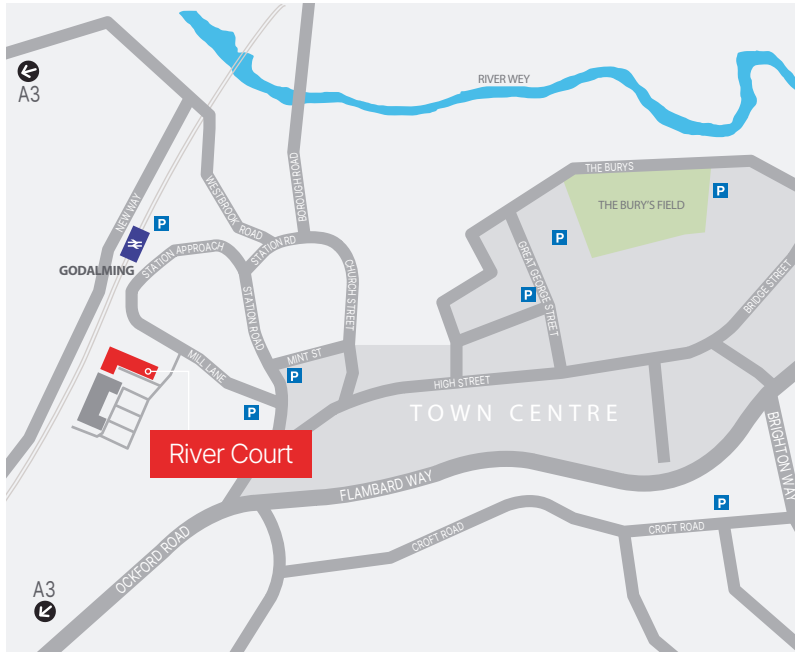 RIVER WEY
A3
THE BURYS
P
THE BURY'S FIELD
NEW WAY
WESTBROOK ROAD
BOROUGH ROAD
P
P
STATION APPROACH
STATION RD
GREAT GEORGE STREET
GODALMING
CHURCH STREET
BRIDGE STREET
P
STATION ROAD
MINT ST
MILL LANE
P
HIGH STREET
P
TOWN CENTRE
River Court
BRIGHTON WAY
FLAMBARD WAY
P
CROFT ROAD
CROFT ROAD
OCKFORD ROAD
A3